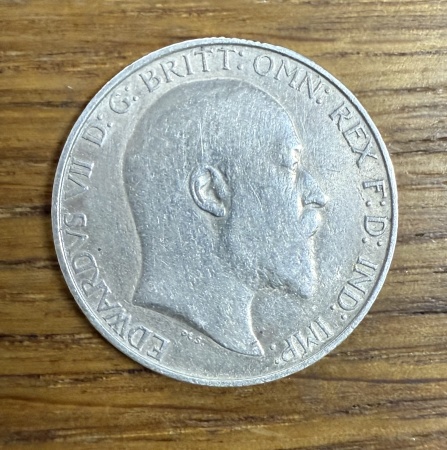 EDWARDVS VII D: G: BRITT: OMN: REX F: D: IND: IMP: